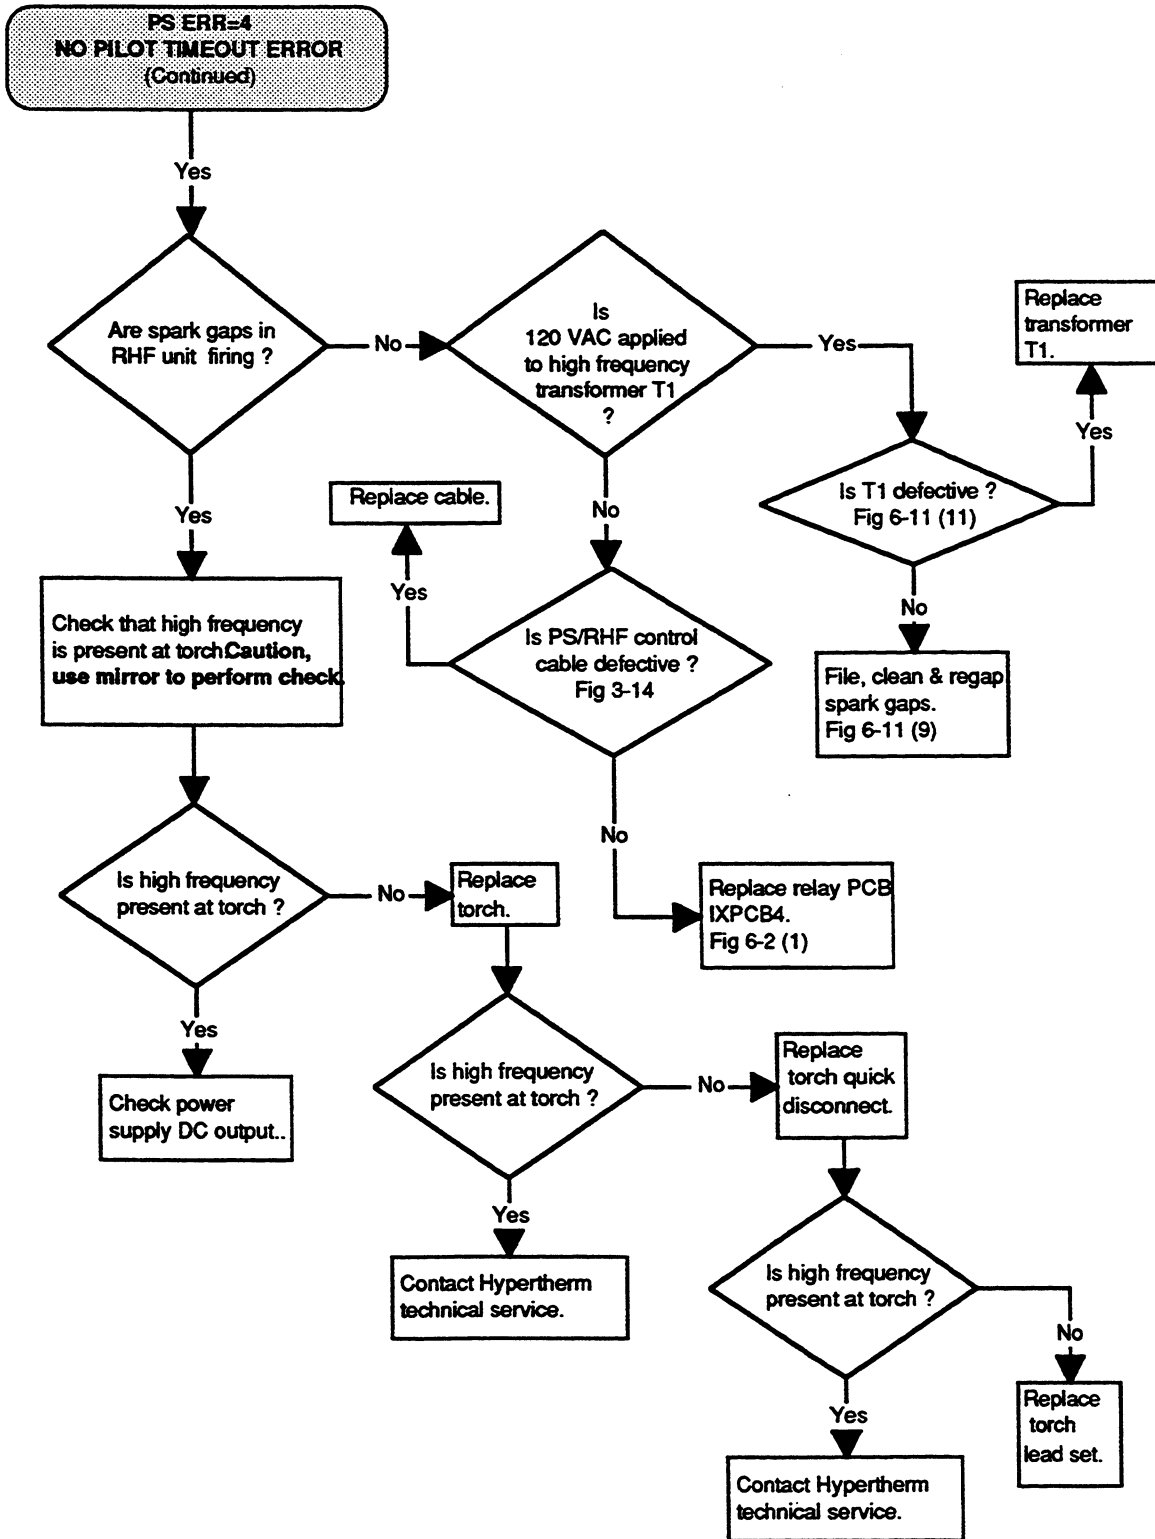 PS ERR=4
NO PILOT TIMEOUT ERROR
(Continued)
Yes
Are spark gaps in
RHF unit firing ?
No
Is
120 VAC applied
to high frequency
transformer T1
?
Yes
Replace
transformer
T1.
Yes
Is T1 defective ?
Fig 6-11 (11)
No
File, clean & regap
spark gaps.
Fig 6-11 (9)
No
Replace cable.
Yes
Is PS/RHF control
cable defective ?
Fig 3-14
No
Replace relay PCB
IXPCB4.
Fig 6-2 (1)
Yes
Check that high frequency
is present at torch.Caution,
use mirror to perform check.
Is high frequency
present at torch ?
No
Replace
torch.
Yes
Check power
supply DC output..
Is high frequency
present at torch ?
No
Replace
torch quick
disconnect.
Yes
Contact Hypertherm
technical service.
Is high frequency
present at torch ?
No
Replace
torch
lead set.
Yes
Contact Hypertherm
technical service.